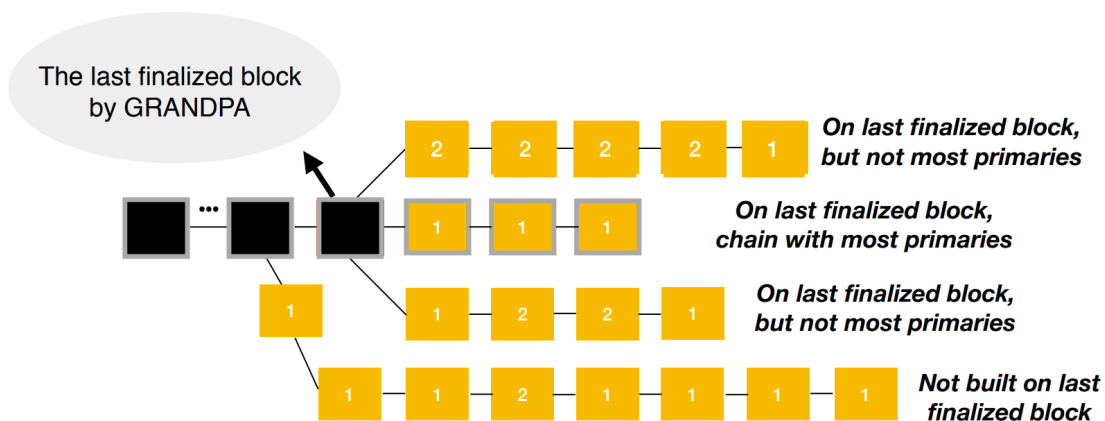 The last finalized block
by GRANDPA
2 2 2 2 1
On last finalized block,
but not most primaries
...
1 1 1
On last finalized block,
chain with most primaries
1
1 2 2 1
On last finalized block,
but not most primaries
1 1 2 1 1 1 1
Not built on last
finalized block